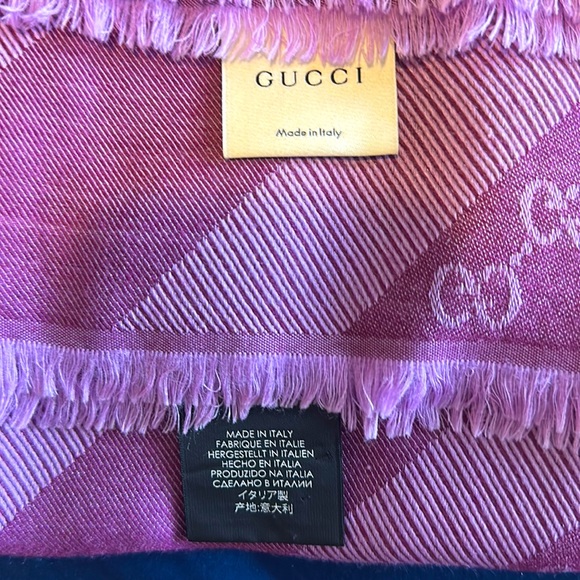 GUCCI
Made in Italy
MADE IN ITALY
FABRIQUE EN ITALIE
HERGESTELLT IN ITALIEN
HECHO EN ITALIA
PRODUZIDO NA ITALIA
СДЕЛАНО В ИТАЛИИ
イタリア製
产地:意大利